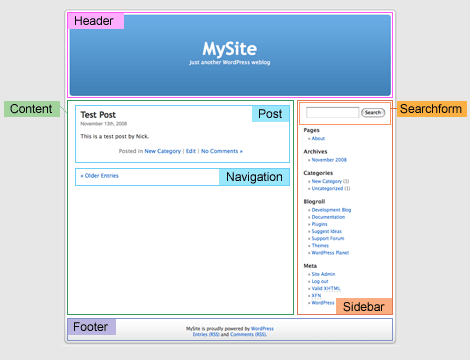 Header
MySite
Just another WordPress weblog
Content
Test Post
November 13th, 2008
Post
This is a test post by Nick.
Posted in New Category | Edit | No Comments »
« Older Entries
Navigation
Search
Searchform
Pages
» About
Archives
» November 2008
Categories
» New Category (1)
» Uncategorized (1)
Blogroll
» Development Blog
» Documentation
» Plugins
» Suggest Ideas
» Support Forum
» Themes
» WordPress Planet
Meta
» Site Admin
» Log out
» Valid XHTML
» XFN
» WordPress
Sidebar
Footer
MySite is proudly powered by WordPress
Entries (RSS) and Comments (RSS).